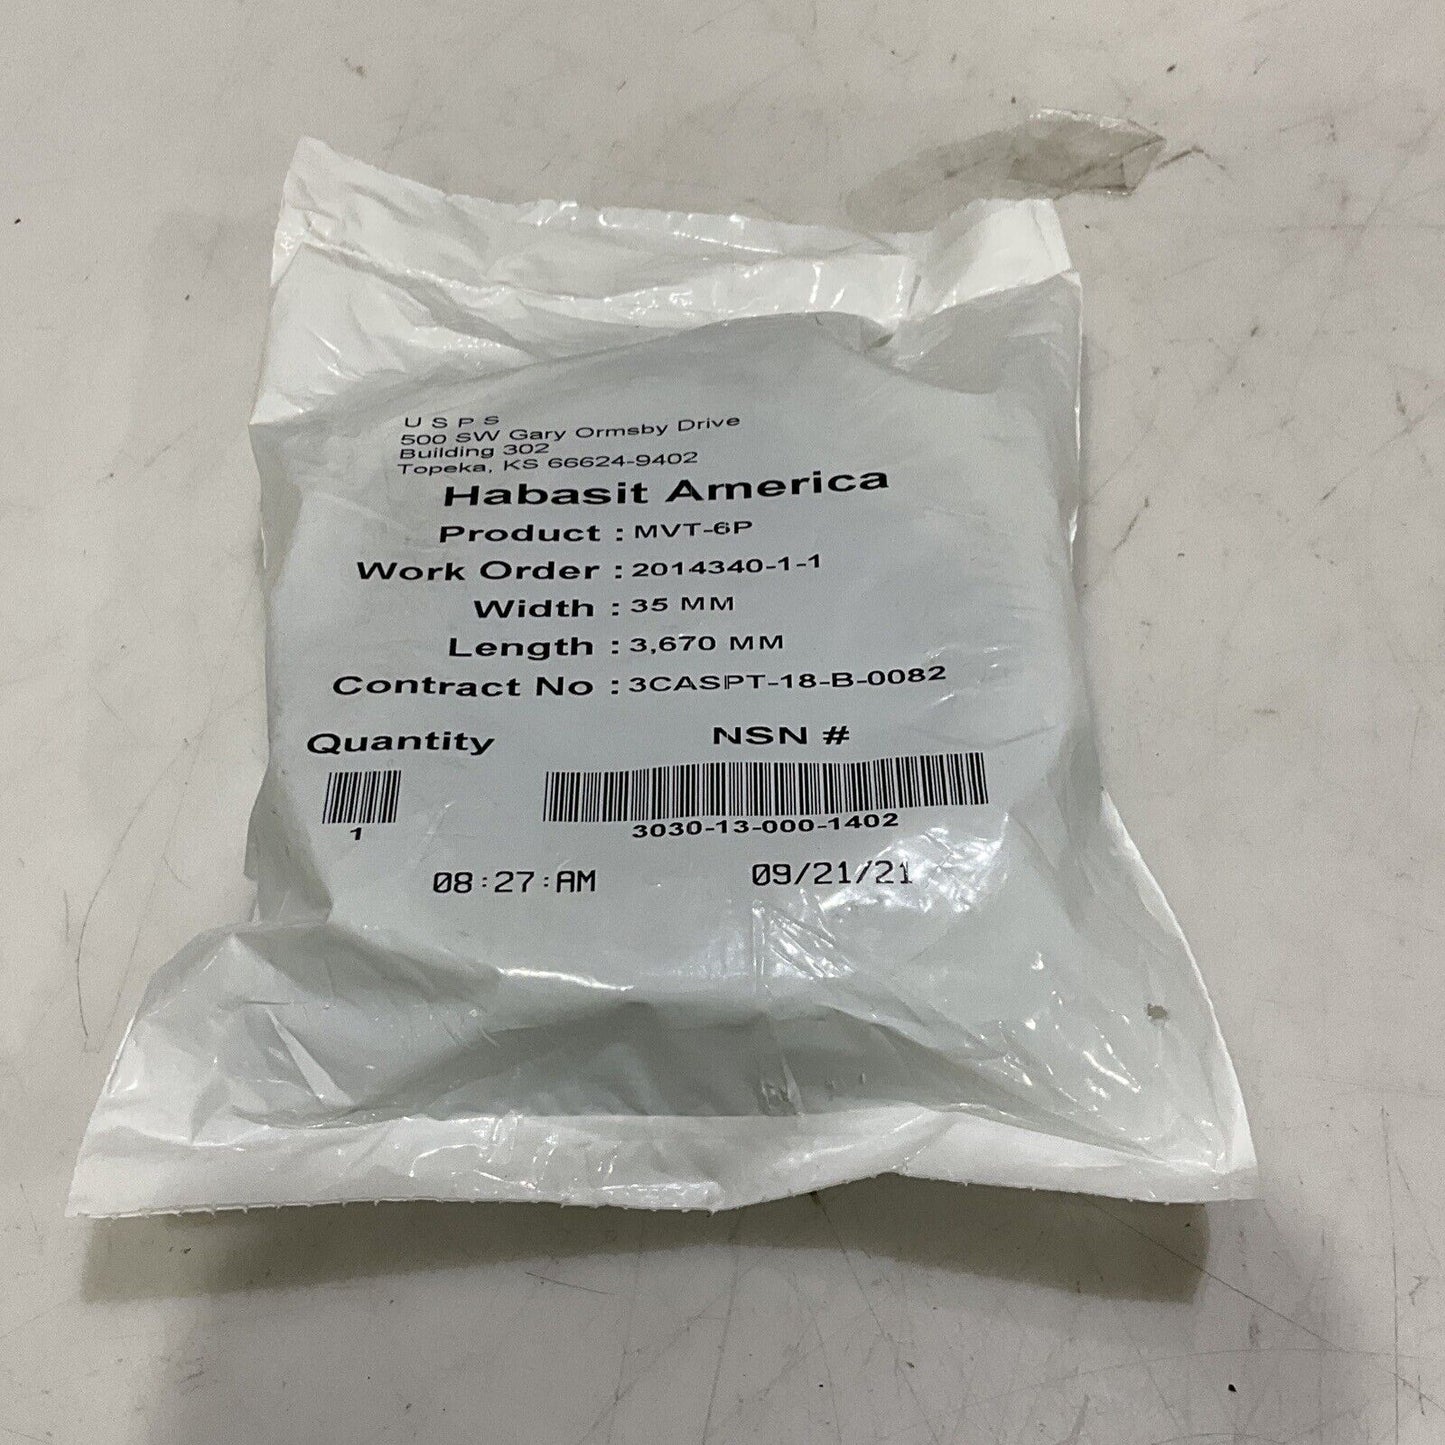 U S P S
500 SW Gary Ormsby Drive
Building 302
Topeka, KS 66624-9402
Habasit America
Product : MVT-6P
Work Order : 2014340-1-1
Width : 35 MM
Length : 3,670 MM
Contract No : 3CASPT-18-B-0082
Quantity NSN #
1 3030-13-000-1402
08:27:AM 09/21/21